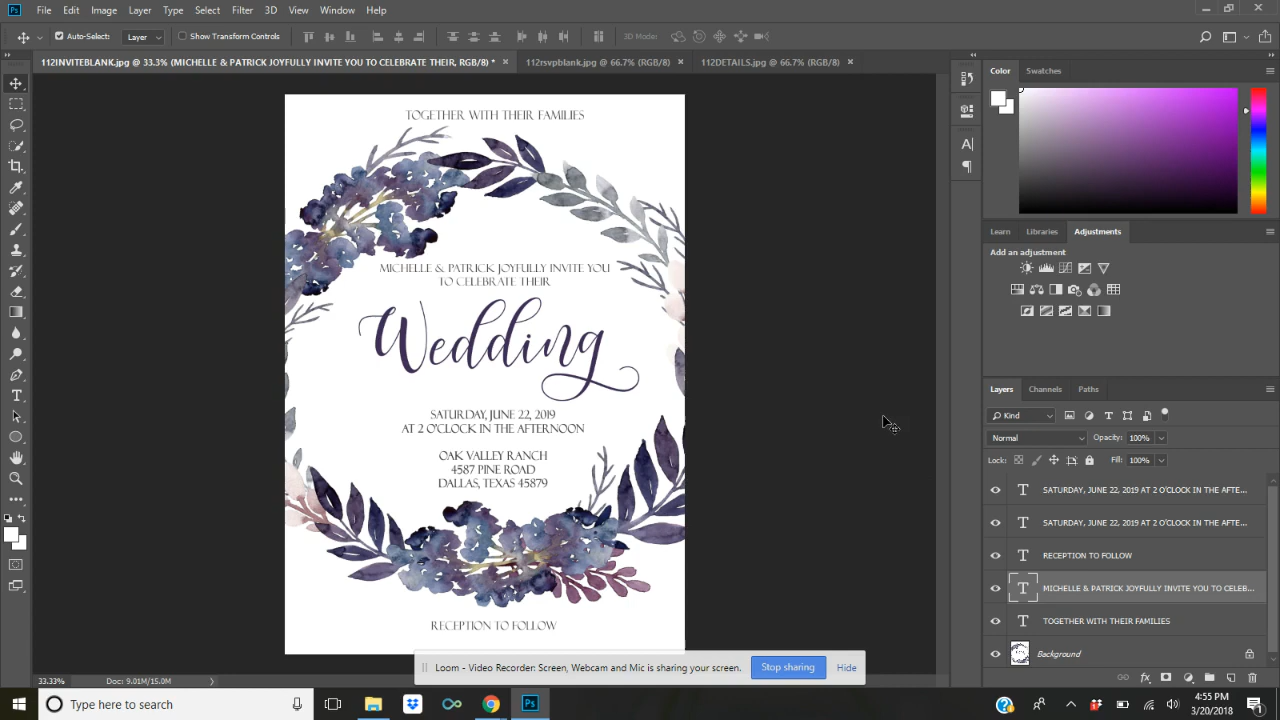 Ps File Edit Image Layer Type Select Filter 3D View Window Help
Auto-Select: Layer Show Transform Controls 3D Mode:
112INVITEBLANK.jpg @ 33.3% (MICHELLE & PATRICK JOYFULLY INVITE YOU TO CELEBRATE THEIR, RGB/8) * 112rsvpblank.jpg @ 66.7% (RGB/8) 112DETAILS.jpg @ 66.7% (RGB/8)
TOGETHER WITH THEIR FAMILIES
MICHELLE & PATRICK JOYFULLY INVITE YOU
TO CELEBRATE THEIR
Wedding
SATURDAY, JUNE 22, 2019
AT 2 O'CLOCK IN THE AFTERNOON
OAK VALLEY RANCH
4587 PINE ROAD
DALLAS, TEXAS 45879
RECEPTION TO FOLLOW
Color Swatches
Learn Libraries Adjustments
Add an adjustment
Layers Channels Paths
Kind
Normal Opacity: 100%
Lock: Fill: 100%
SATURDAY, JUNE 22, 2019 AT 2 O'CLOCK IN THE AFTE...
SATURDAY, JUNE 22, 2019 AT 2 O'CLOCK IN THE AFTE...
RECEPTION TO FOLLOW
MICHELLE & PATRICK JOYFULLY INVITE YOU TO CELEB...
TOGETHER WITH THEIR FAMILIES
Background
Loom - Video Recorder: Screen, Webcam and Mic is sharing your screen. Stop sharing Hide
33.33% Doc: 9.01M/15.0M
Type here to search
Ps
4:55 PM
3/20/2018